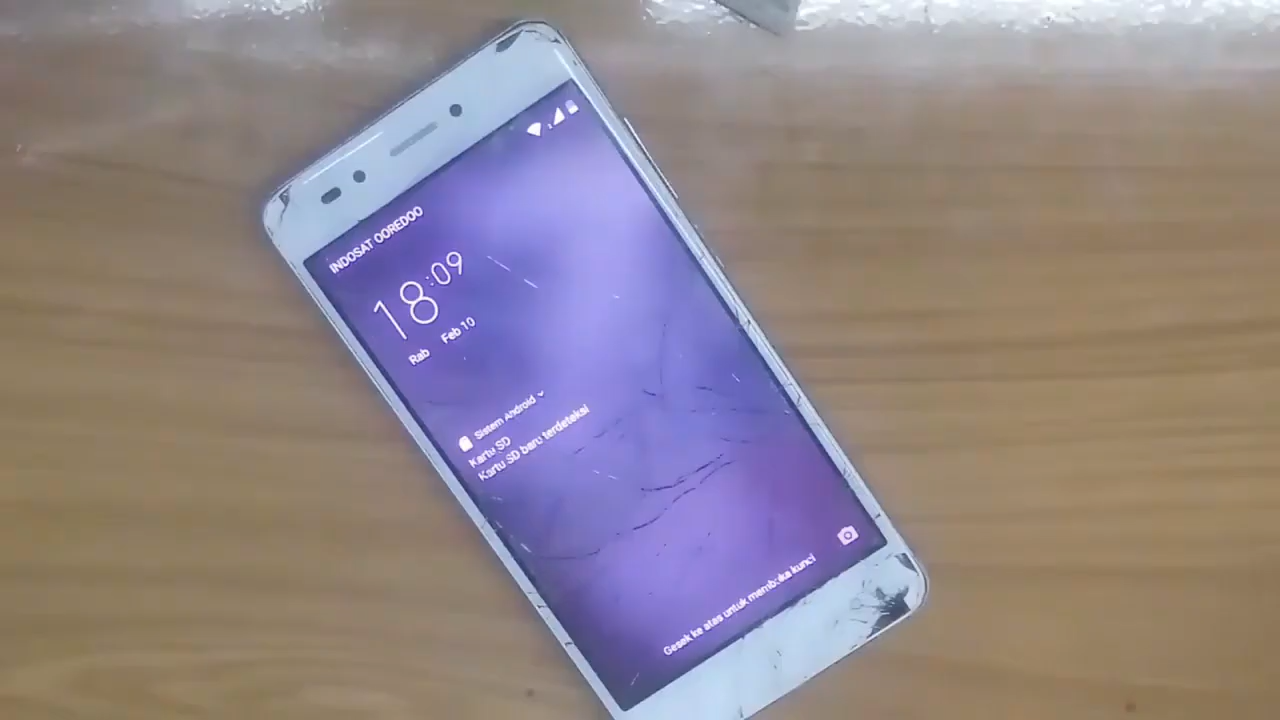 INDOSAT OOREDOO
18:09
Rab Feb 10
Sistem Android
Kartu SD
Kartu SD baru terdeteksi
Gesek ke atas untuk membuka kunci